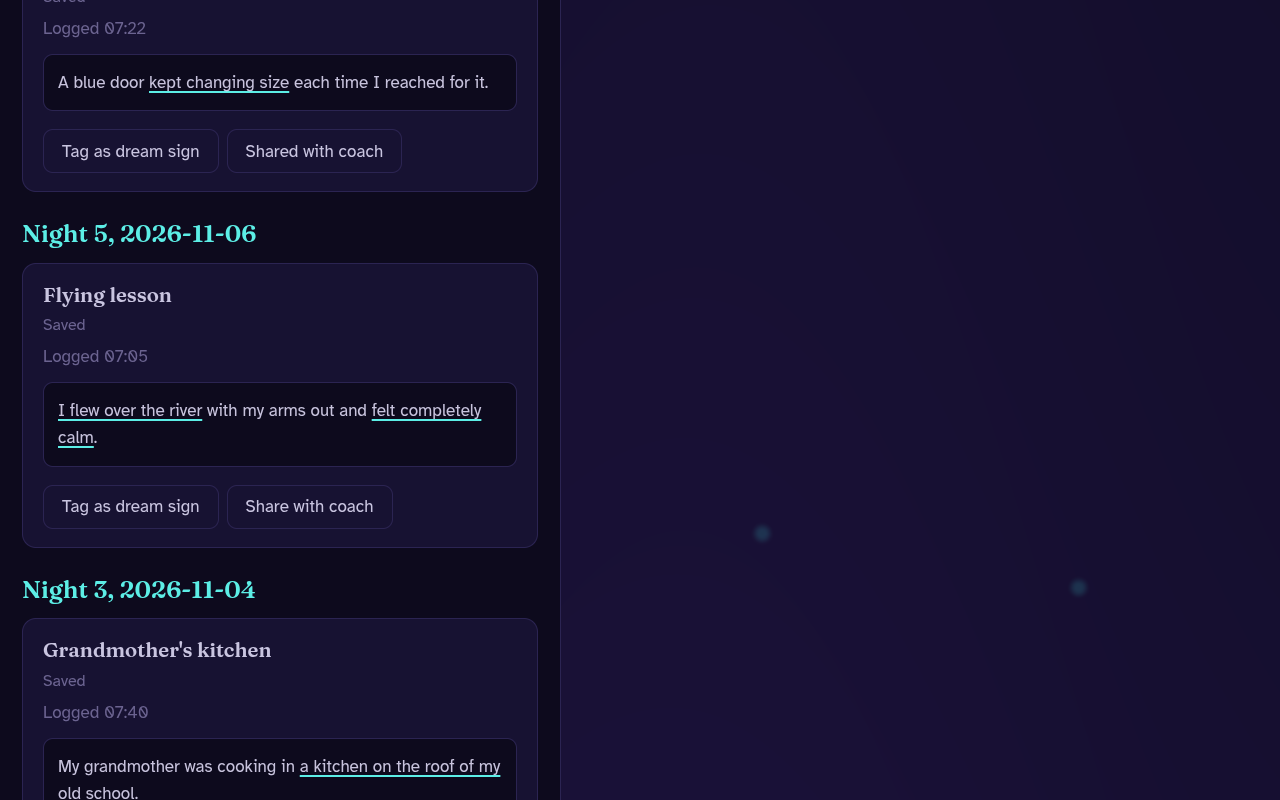 Logged 07:22
A blue door kept changing size each time I reached for it.
Tag as dream sign
Shared with coach
Night 5, 2026-11-06
Flying lesson
Saved
Logged 07:05
I flew over the river with my arms out and felt completely
calm.
Tag as dream sign
Share with coach
Night 3, 2026-11-04
Grandmother's kitchen
Saved
Logged 07:40
My grandmother was cooking in a kitchen on the roof of my
old school.